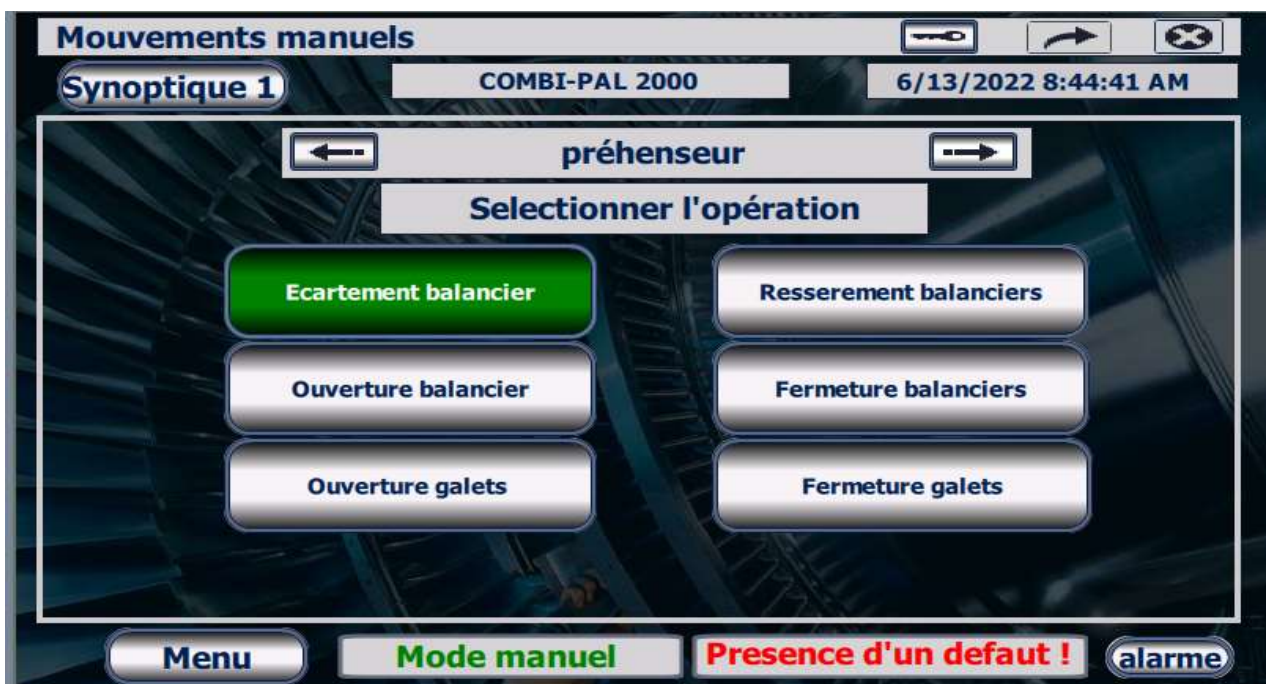 Mouvements manuels
Synoptique 1
COMBI-PAL 2000
6/13/2022 8:44:41 AM
préhenseur
Selectionner l'opération
Ecartement balancier
Resserement balanciers
Ouverture balancier
Fermeture balanciers
Ouverture galets
Fermeture galets
Menu
Mode manuel
Presence d'un defaut !
alarme